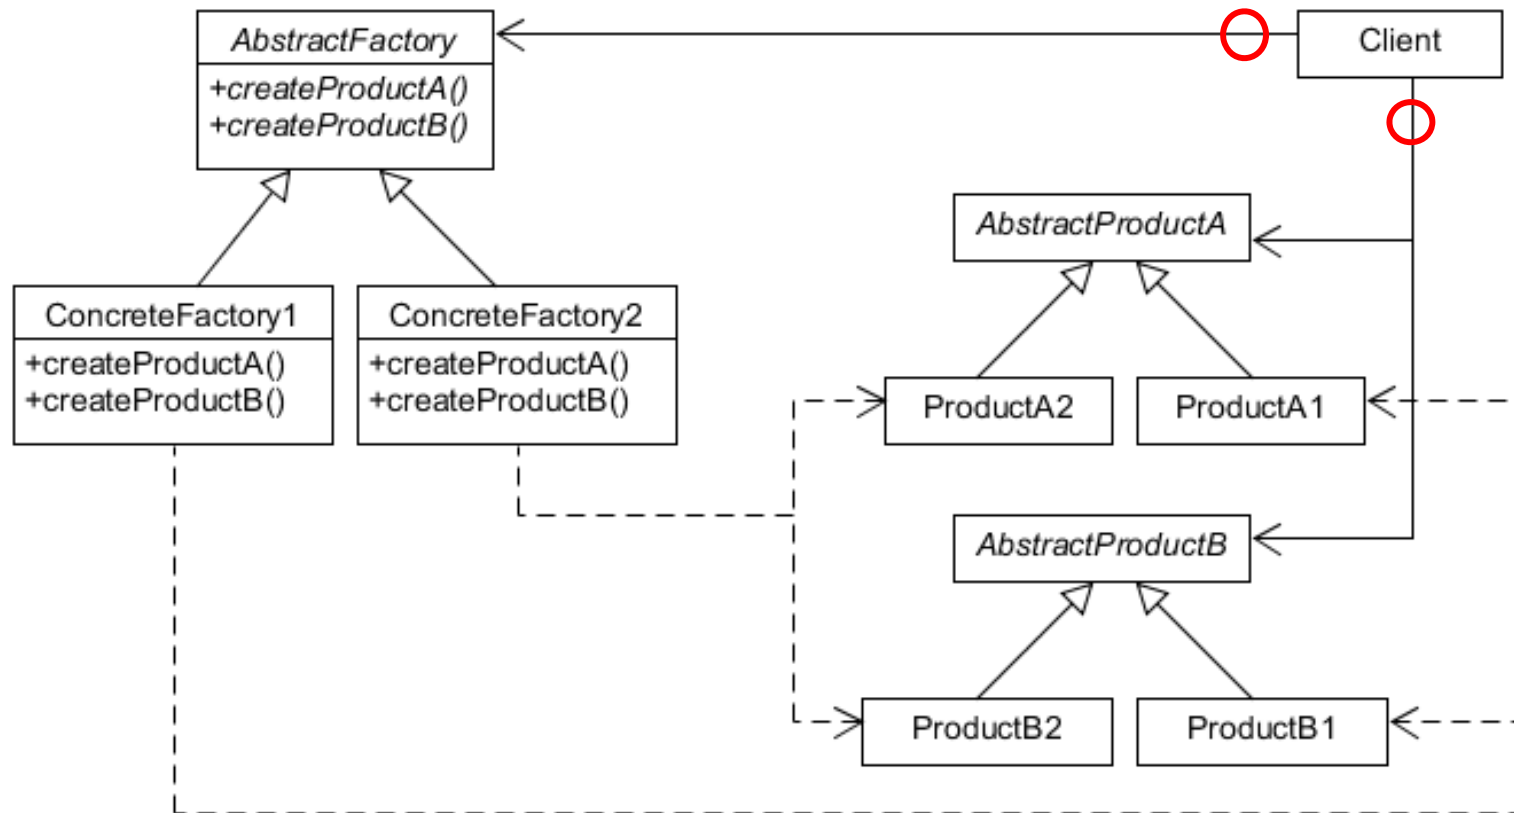 AbstractFactory
+createProductA()
+createProductB()
Client
AbstractProductA
ConcreteFactory1
+createProductA()
+createProductB()
ConcreteFactory2
+createProductA()
+createProductB()
ProductA2
ProductA1
AbstractProductB
ProductB2
ProductB1